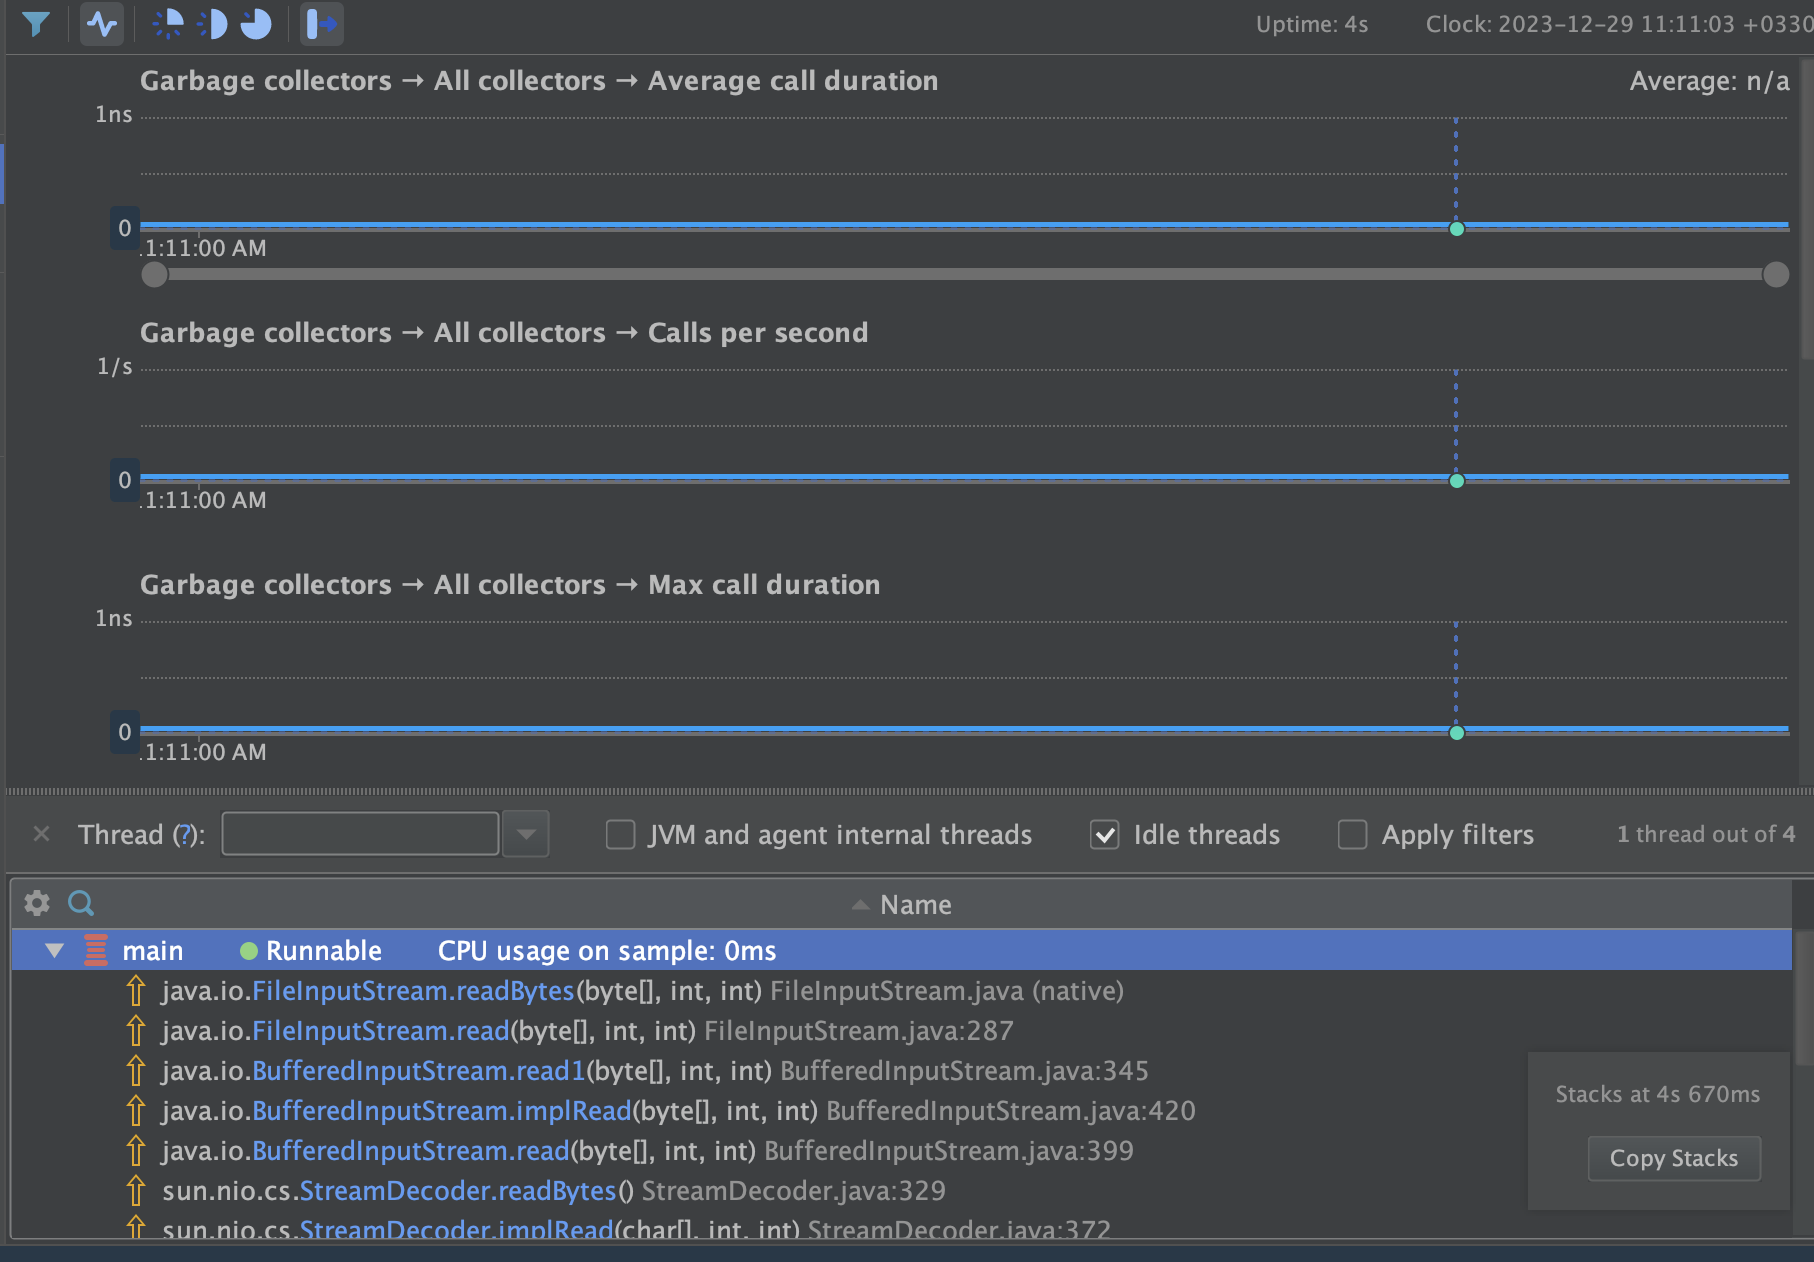 Uptime: 4s Clock: 2023-12-29 11:11:03 +0330
Garbage collectors → All collectors → Average call duration Average: n/a
1ns
0
1:11:00 AM
Garbage collectors → All collectors → Calls per second
1/s
0
1:11:00 AM
Garbage collectors → All collectors → Max call duration
1ns
0
1:11:00 AM
Thread (?): JVM and agent internal threads Idle threads Apply filters 1 thread out of 4
Name
main Runnable CPU usage on sample: 0ms
java.io.FileInputStream.readBytes(byte[], int, int) FileInputStream.java (native)
java.io.FileInputStream.read(byte[], int, int) FileInputStream.java:287
java.io.BufferedInputStream.read1(byte[], int, int) BufferedInputStream.java:345
Stacks at 4s 670ms
java.io.BufferedInputStream.implRead(byte[], int, int) BufferedInputStream.java:420
java.io.BufferedInputStream.read(byte[], int, int) BufferedInputStream.java:399
Copy Stacks
sun.nio.cs.StreamDecoder.readBytes() StreamDecoder.java:329
sun.nio.cs.StreamDecoder.implRead(char[], int, int) StreamDecoder.java:372